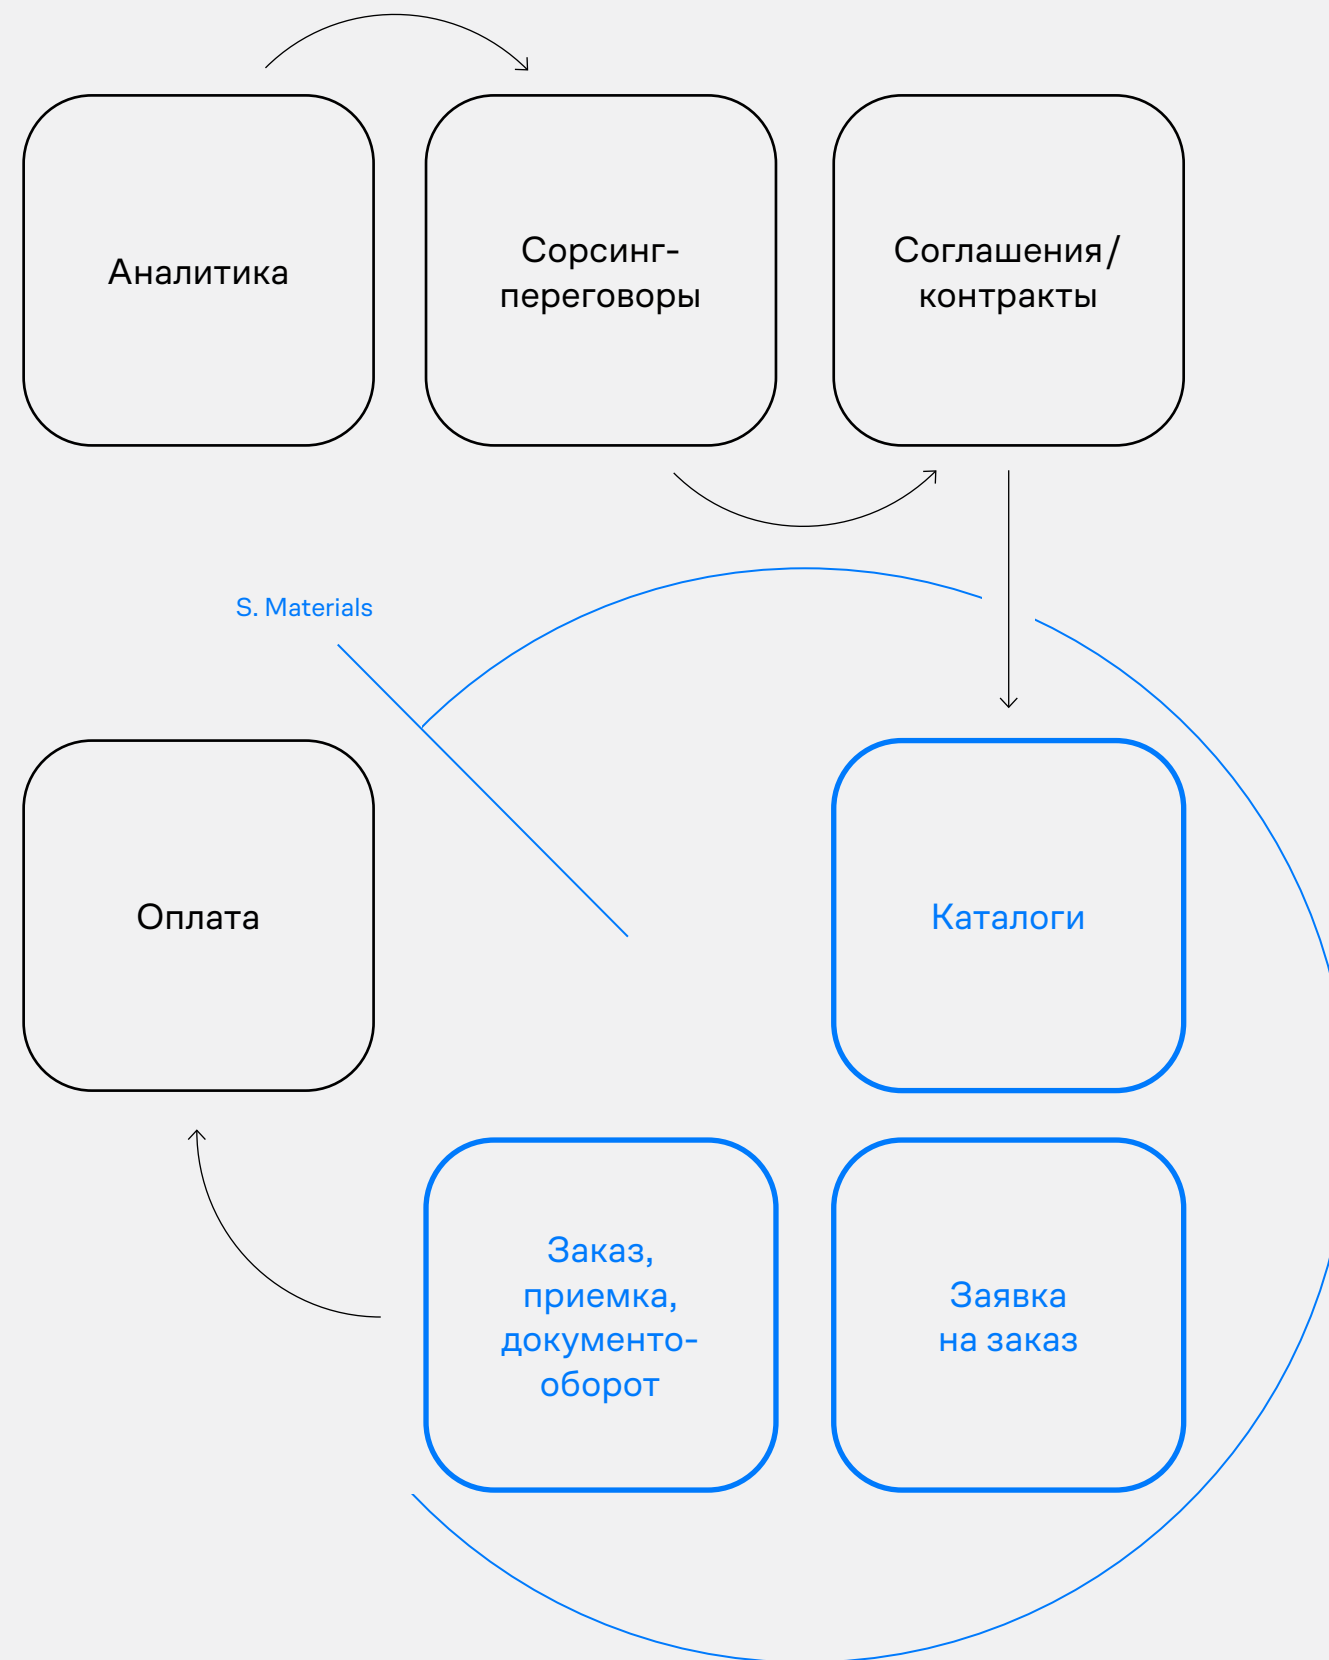 Аналитика
Сорсинг-
переговоры
Соглашения/
контракты
S. Materials
Оплата
Каталоги
Заказ,
приемка,
документо-
оборот
Заявка
на заказ